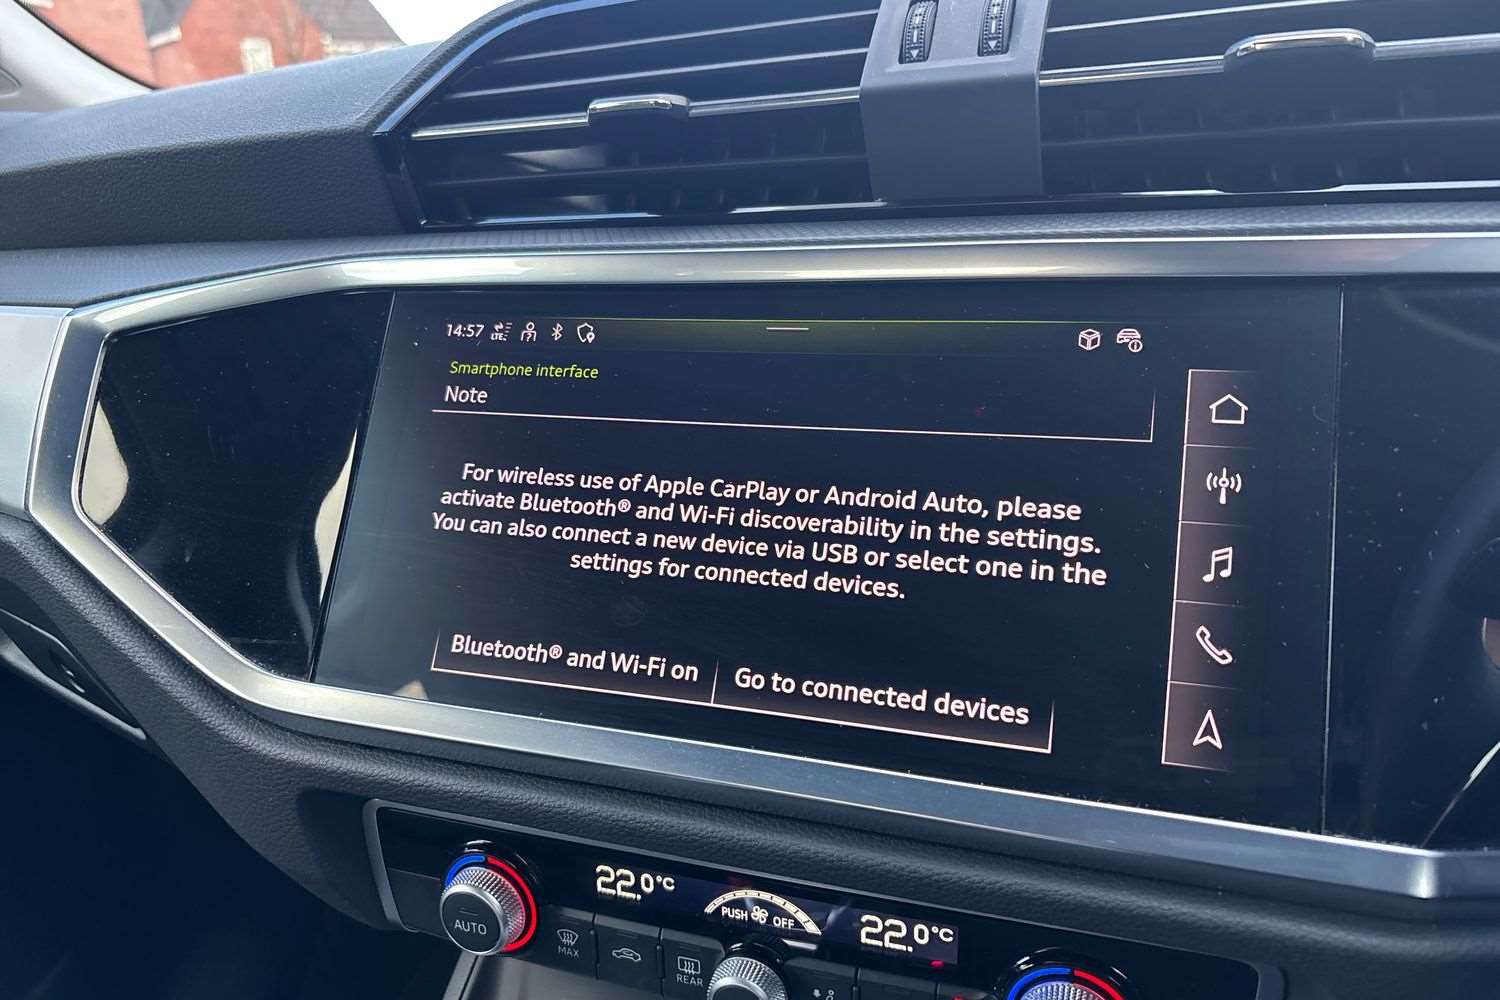 14:57 LTE
Smartphone interface
Note
For wireless use of Apple CarPlay or Android Auto, please
activate Bluetooth® and Wi-Fi discoverability in the settings.
You can also connect a new device via USB or select one in the
settings for connected devices.
Bluetooth® and Wi-Fi on
Go to connected devices
22.0°C
PUSH OFF
22.0°C
AUTO
MAX
REAR